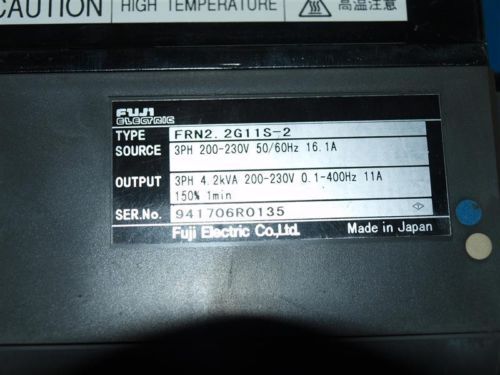 CAUTION HIGH TEMPERATURE 高温注意
FUJI
ELECTRIC
TYPE FRN2.2G11S-2
SOURCE 3PH 200-230V 50/60Hz 16.1A
OUTPUT 3PH 4.2kVA 200-230V 0.1-400Hz 11A
150% 1min
SER.No. 941706R0135
Fuji Electric Co.,Ltd. Made in Japan